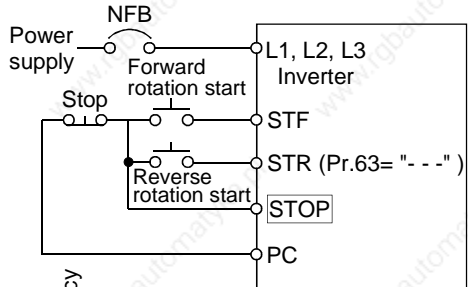 NFB
Power
supply
L1, L2, L3
Inverter
Forward
rotation start
Stop
STF
STR (Pr.63= "- - -" )
Reverse
rotation start
STOP
PC
cy